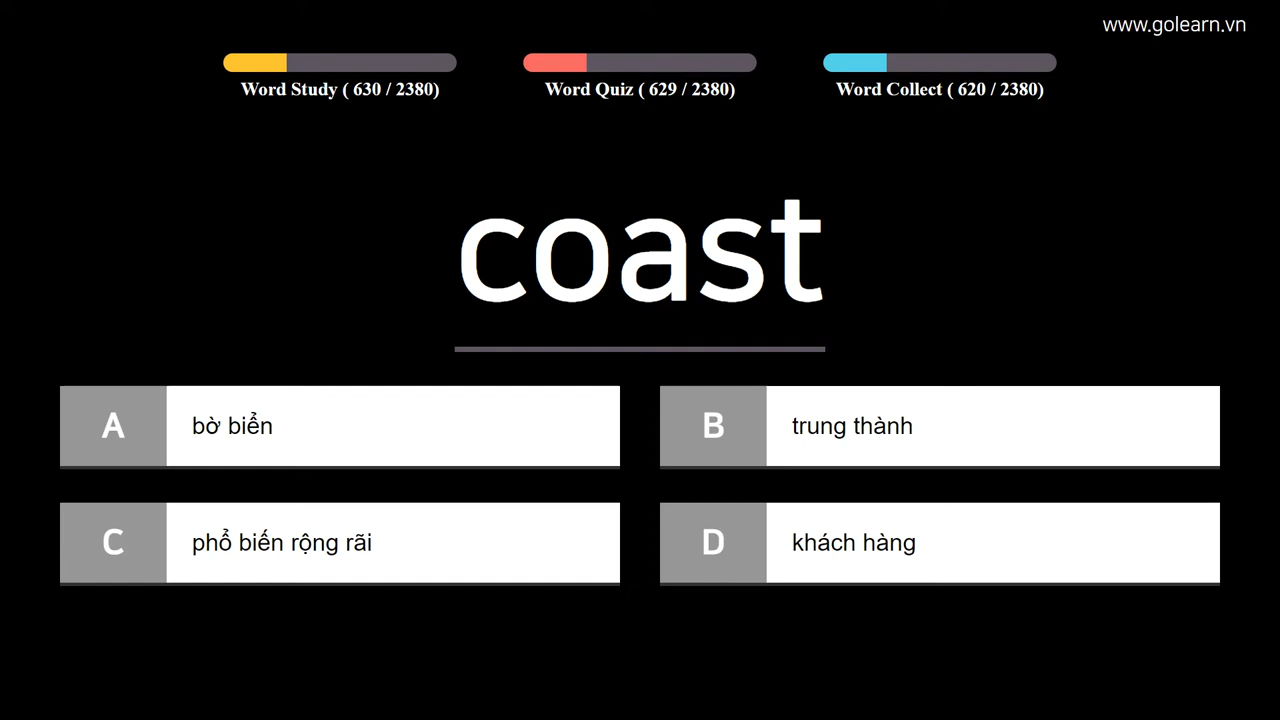 www.golearn.vn
Word Study ( 630 / 2380)
Word Quiz ( 629 / 2380)
Word Collect ( 620 / 2380)
coast
A bờ biển
B trung thành
C phổ biến rộng rãi
D khách hàng